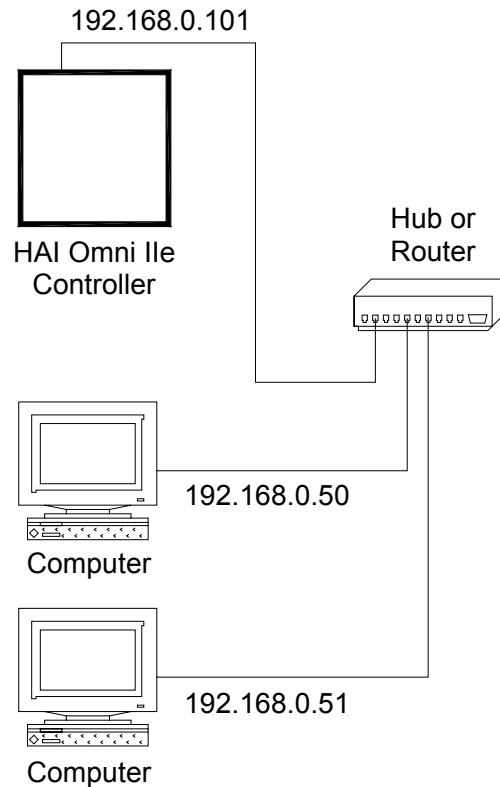 192.168.0.101
HAI Omni IIe
Controller
Hub or
Router
192.168.0.50
Computer
192.168.0.51
Computer